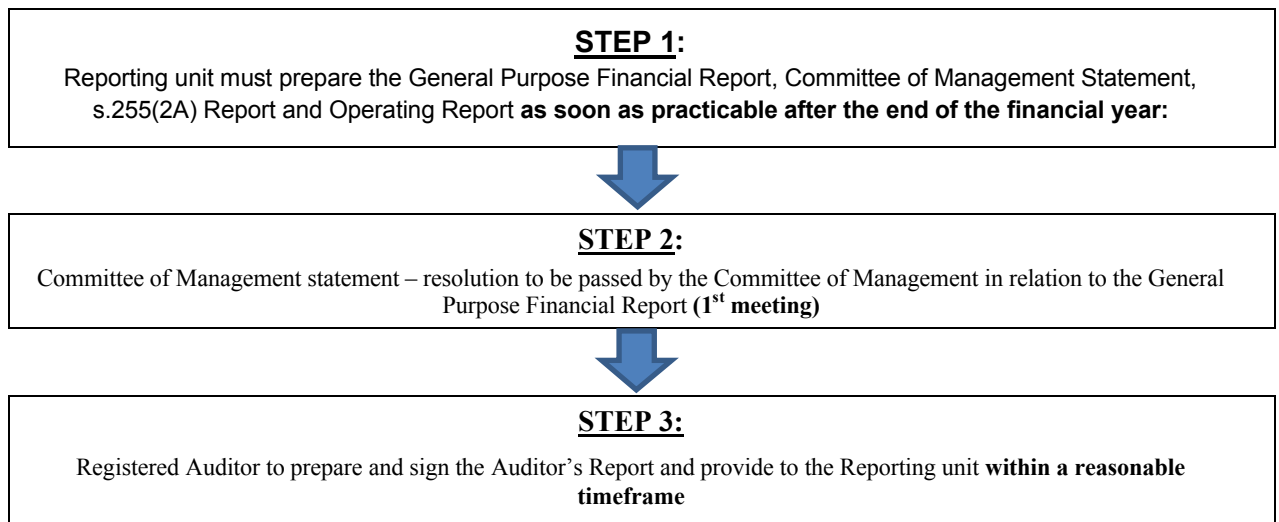 STEP 1:
Reporting unit must prepare the General Purpose Financial Report, Committee of Management Statement,
s.255(2A) Report and Operating Report as soon as practicable after the end of the financial year:
STEP 2:
Committee of Management statement – resolution to be passed by the Committee of Management in relation to the General
Purpose Financial Report (1st meeting)
STEP 3:
Registered Auditor to prepare and sign the Auditor's Report and provide to the Reporting unit within a reasonable
timeframe